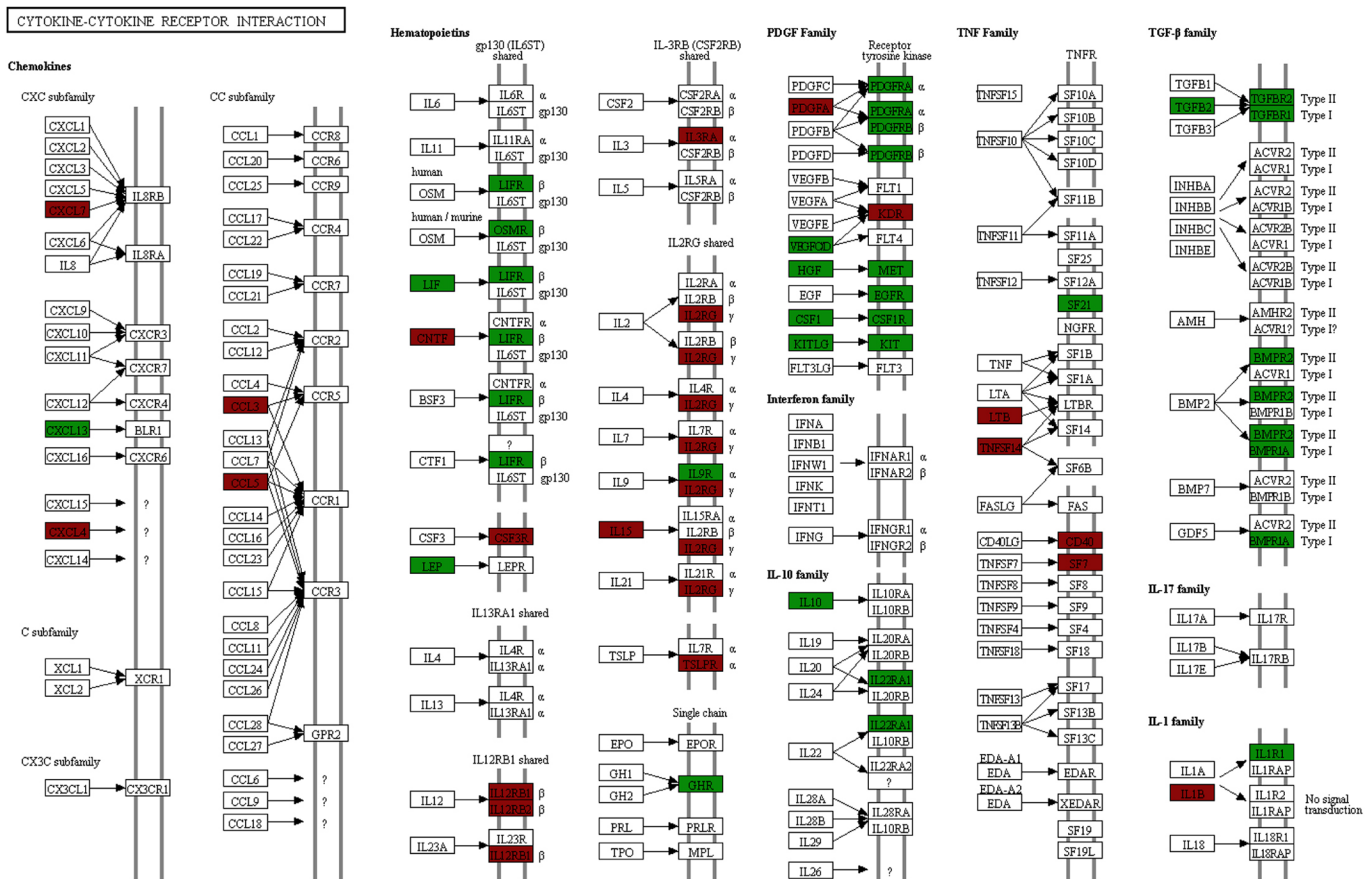 CYTOKINE-CYTOKINE RECEPTOR INTERACTION
Chemokines
CXC subfamily
CXCL1
CXCL2
CXCL3
CXCL5
CXCL7
CXCL6
IL8
IL8RB
IL8RA
CXCL9
CXCL10
CXCL11
CXCL12
CXCR3
CXCR7
CXCR4
CXCL13
BLR1
CXCL16
CXCR6
CXCL15
?
CXCL4
?
CXCL14
?
C subfamily
XCL1
XCL2
XCR1
CX3C subfamily
CX3CL1
CX3CR1
CC subfamily
CCL1
CCR8
CCL20
CCR6
CCL25
CCR9
CCL17
CCL22
CCR4
CCL19
CCL21
CCR7
CCL2
CCL12
CCR2
CCL4
CCL3
CCR5
CCL13
CCL7
CCL5
CCR1
CCL14
CCL16
CCL23
CCL15
CCR3
CCL8
CCL11
CCL24
CCL26
CCL28
CCL27
GPR2
CCL6
?
CCL9
?
CCL18
?
Hematopoietins
gp130 (IL6ST)
shared
IL6
IL6R α
IL6ST gp130
IL11
IL11RA α
IL6ST gp130
human
OSM
LIFR β
IL6ST gp130
human / murine
OSM
OSMR β
IL6ST gp130
LIF
LIFR β
IL6ST gp130
CNTF
CNTFR α
LIFR β
IL6ST gp130
BSF3
CNTFR α
LIFR β
IL6ST gp130
CTF1
?
LIFR β
IL6ST gp130
CSF3
CSF3R
LEP
LEPR
IL13RA1 shared
IL4
IL4R α
IL13RA1 α
IL13
IL4R α
IL13RA1 α
IL12RB1 shared
IL12
IL12RB1 β
IL12RB2 β
IL23A
IL23R
IL12RB1 β
IL-3RB (CSF2RB)
shared
CSF2
CSF2RA α
CSF2RB β
IL3
IL3RA α
CSF2RB β
IL5
IL5RA α
CSF2RB β
IL2RG shared
IL2
IL2RA α
IL2RB β
IL2RG γ
IL2RB β
IL2RG γ
IL4
IL4R α
IL2RG γ
IL7
IL7R α
IL2RG γ
IL9
IL9R α
IL2RG γ
IL15
IL15RA α
IL2RB β
IL2RG γ
IL21
IL21R α
IL2RG γ
TSLP
IL7R α
TSLPR α
Single chain
EPO
EPOR
GH1
GH2
GHR
PRL
PRLR
TPO
MPL
PDGF Family
Receptor
tyrosine kinase
PDGFC
PDGFA
PDGFB
PDGFD
PDGFRA α
PDGFRA α
PDGFRB β
PDGFRB β
VEGFB
VEGFA
VEGFE
VEGFC/D
FLT1
KDR
FLT4
HGF
MET
EGF
EGFR
CSF1
CSF1R
KITLG
KIT
FLT3LG
FLT3
Interferon family
IFNA
IFNB1
IFNW1
IFNK
IFNT1
IFNAR1 α
IFNAR2 β
IFNG
IFNGR1 α
IFNGR2 β
IL-10 family
IL10
IL10RA
IL10RB
IL19
IL20
IL24
IL20RA
IL20RB
IL22RA1
IL20RB
IL22
IL22RA1
IL10RB
IL22RA2
?
IL28A
IL28B
IL29
IL28RA
IL10RB
IL26
?
TNF Family
TNFR
TNFSF15
TNFSF10
SF10A
SF10B
SF10C
SF10D
SF11B
TNFSF11
SF11A
SF25
TNFSF12
SF12A
SF21
NGFR
TNF
LTA
LTB
TNFSF14
SF1B
SF1A
LTBR
SF14
SF6B
FASLG
FAS
CD40LG
CD40
TNFSF7
SF7
TNFSF8
SF8
TNFSF9
SF9
TNFSF4
SF4
TNFSF18
SF18
TNFSF13
TNFSF13B
SF17
SF13B
SF13C
EDA-A1
EDA
EDAR
EDA-A2
EDA
XEDAR
SF19
SF19L
TGF-β family
TGFB1
TGFB2
TGFB3
TGFBR2 Type II
TGFBR1 Type I
INHBA
INHBB
INHBC
INHBE
ACVR2 Type II
ACVR1 Type I
ACVR2 Type II
ACVR1B Type I
ACVR2B Type II
ACVR1 Type I
ACVR2B Type II
ACVR1B Type I
AMH
AMHR2 Type II
ACVR1? Type I?
BMP2
BMPR2 Type II
ACVR1 Type I
BMPR2 Type II
BMPR1B Type I
BMPR2 Type II
BMPR1A Type I
BMP7
ACVR2 Type II
BMPR1B Type I
GDF5
ACVR2 Type II
BMPR1A Type I
IL-17 family
IL17A
IL17R
IL17B
IL17E
IL17RB
IL-1 family
IL1A
IL1B
IL1R1
IL1RAP
IL1R2
IL1RAP
No signal
transduction
IL18
IL18R1
IL18RAP